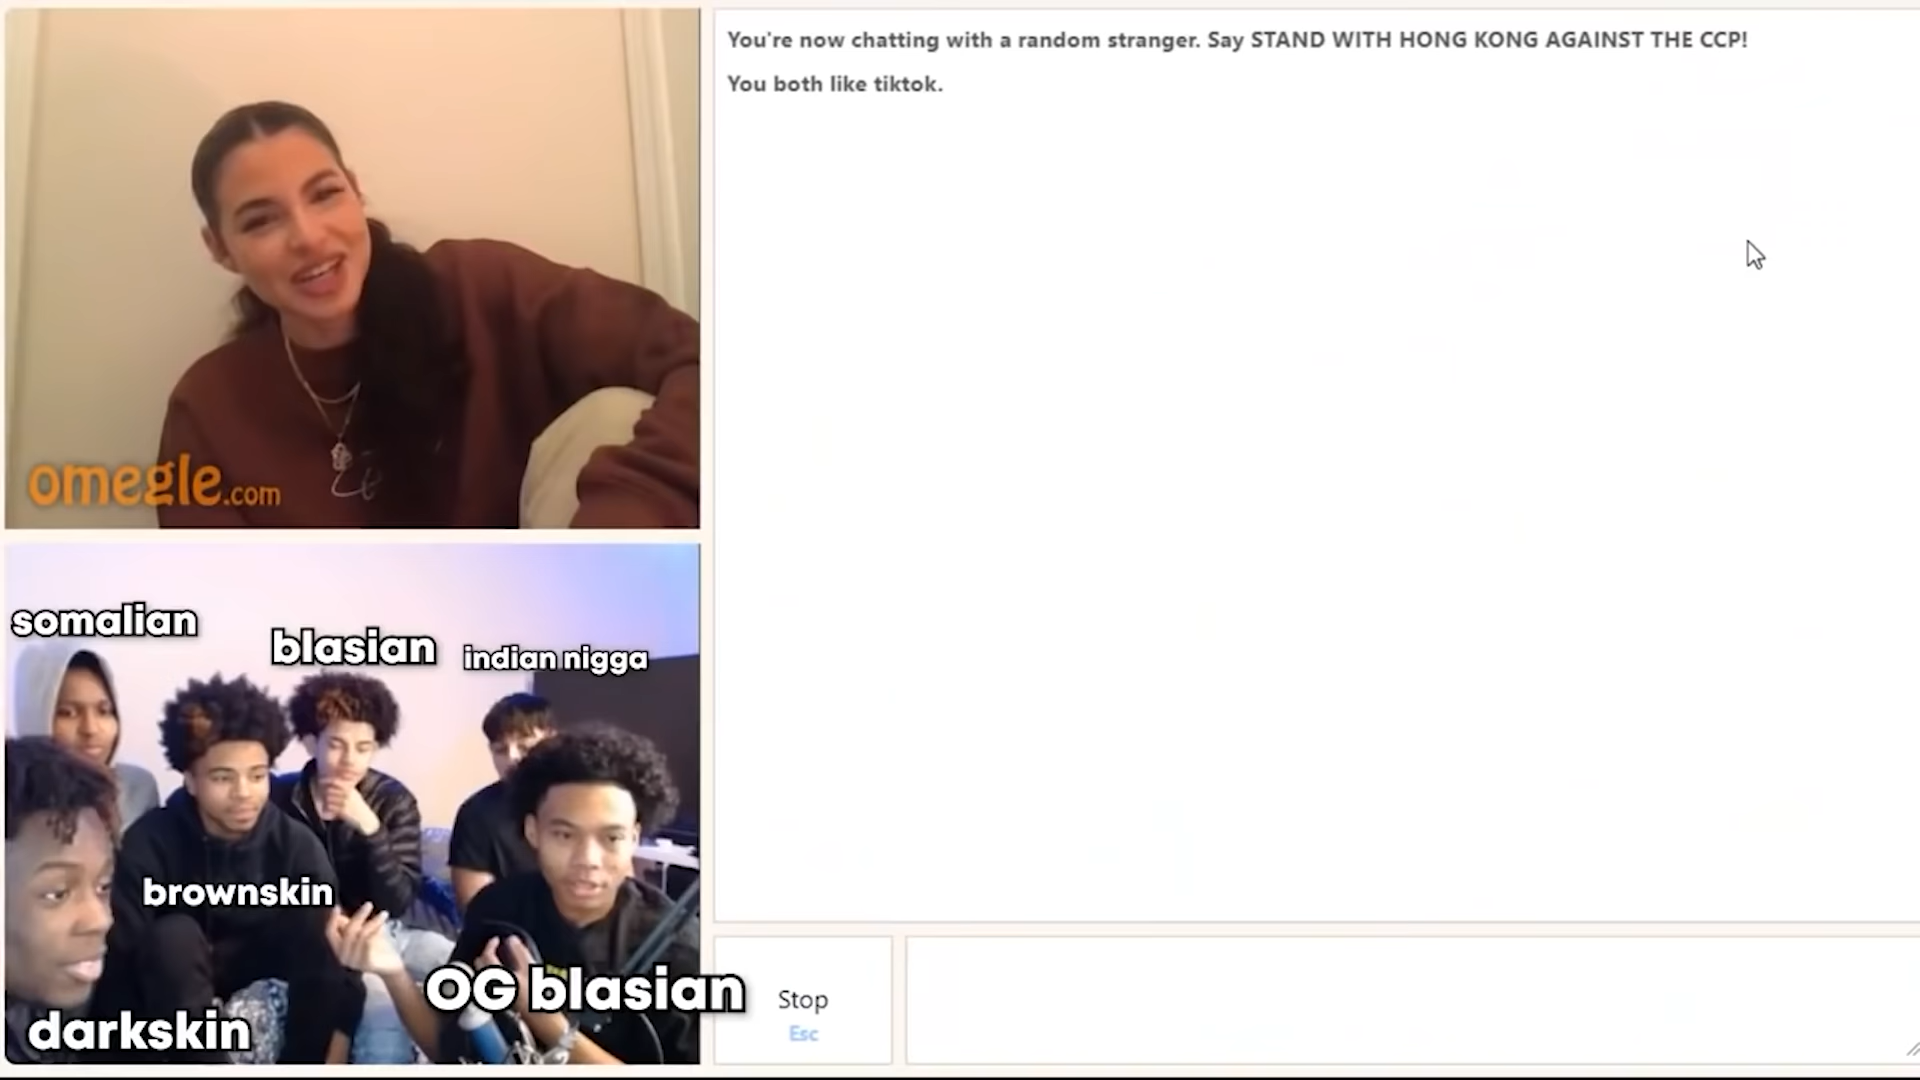 You're now chatting with a random stranger. Say STAND WITH HONG KONG AGAINST THE CCP!
You both like tiktok.
omegle.com
somalian
blasian
indian nigga
brownskin
OG blasian
darkskin
Stop
Esc